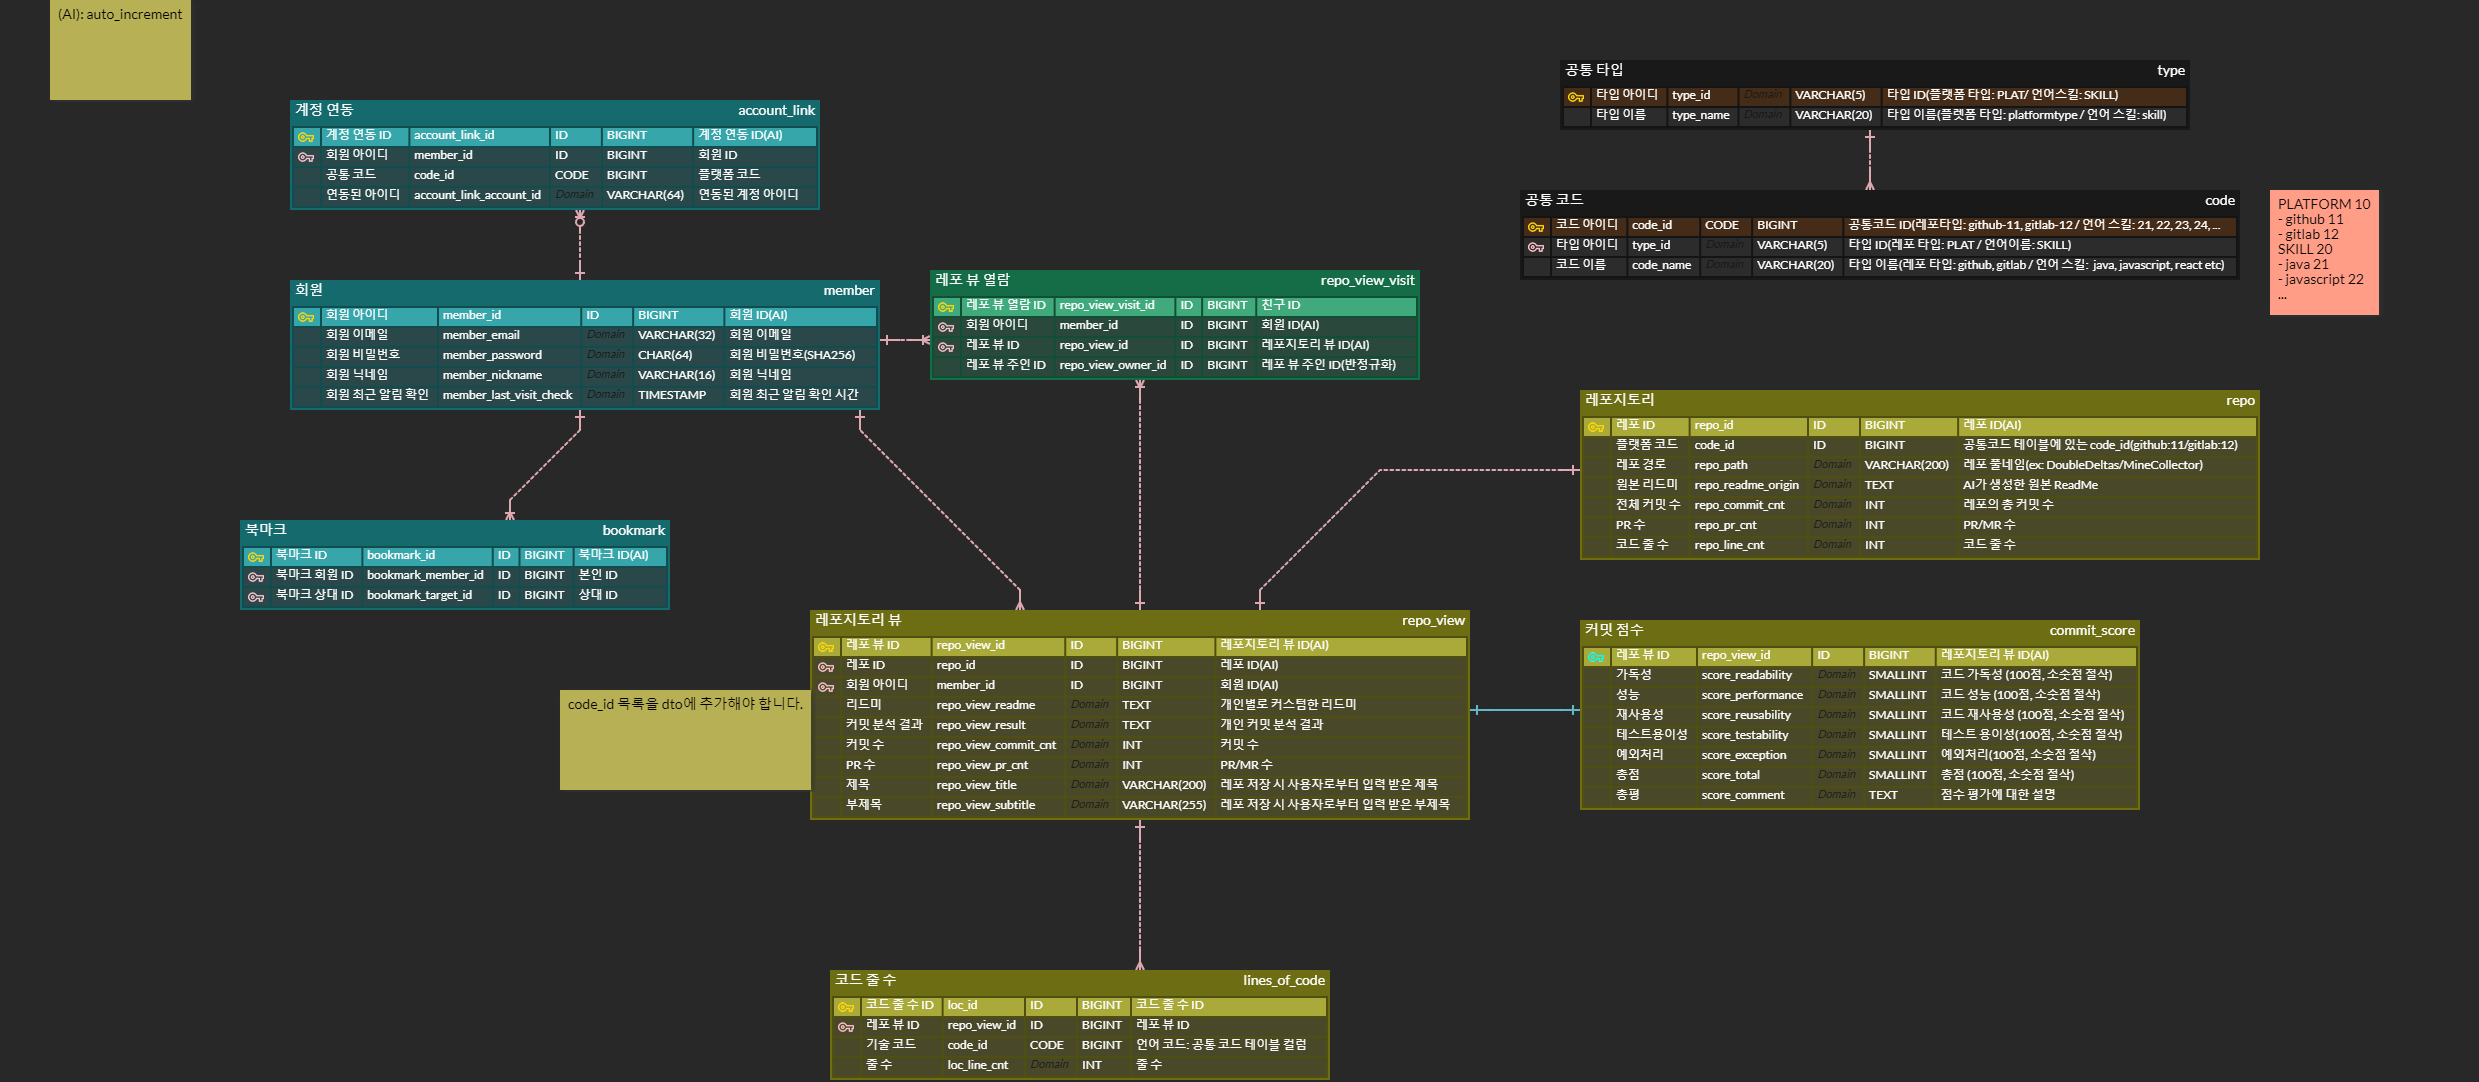 (AI): auto_increment
계정 연동 account_link
계정 연동 ID account_link_id ID BIGINT 계정 연동 ID(AI)
회원 아이디 member_id ID BIGINT 회원 ID
공통 코드 code_id CODE BIGINT 플랫폼 코드
연동된 아이디 account_link_account_id Domain VARCHAR(64) 연동된 계정 아이디
공통 타입 type
타입 아이디 type_id Domain VARCHAR(5) 타입 ID(플랫폼 타입: PLAT/ 언어스킬: SKILL)
타입 이름 type_name Domain VARCHAR(20) 타입 이름(플랫폼 타입: platformtype / 언어 스킬: skill)
공통 코드 code
코드 아이디 code_id CODE BIGINT 공통코드 ID(레포타입: github-11, gitlab-12 / 언어 스킬: 21, 22, 23, 24, ...
타입 아이디 type_id Domain VARCHAR(5) 타입 ID(레포 타입: PLAT / 언어이름: SKILL)
코드 이름 code_name Domain VARCHAR(20) 타입 이름(레포 타입: github, gitlab / 언어 스킬: java, javascript, react etc)
PLATFORM 10
- github 11
- gitlab 12
SKILL 20
- java 21
- javascript 22
...
회원 member
회원 아이디 member_id ID BIGINT 회원 ID(AI)
회원 이메일 member_email Domain VARCHAR(32) 회원 이메일
회원 비밀번호 member_password Domain CHAR(64) 회원 비밀번호(SHA256)
회원 닉네임 member_nickname Domain VARCHAR(16) 회원 닉네임
회원 최근 알림 확인 member_last_visit_check Domain TIMESTAMP 회원 최근 알림 확인 시간
레포 뷰 열람 repo_view_visit
레포 뷰 열람 ID repo_view_visit_id ID BIGINT 친구 ID
회원 아이디 member_id ID BIGINT 회원 ID(AI)
레포 뷰 ID repo_view_id ID BIGINT 레포지토리 뷰 ID(AI)
레포 뷰 주인 ID repo_view_owner_id ID BIGINT 레포 뷰 주인 ID(반정규화)
레포지토리 repo
레포 ID repo_id ID BIGINT 레포 ID(AI)
플랫폼 코드 code_id ID BIGINT 공통코드 테이블에 있는 code_id(github:11/gitlab:12)
레포 경로 repo_path Domain VARCHAR(200) 레포 풀네임(ex: DoubleDeltas/MineCollector)
원본 리드미 repo_readme_origin Domain TEXT AI가 생성한 원본 ReadMe
전체 커밋 수 repo_commit_cnt Domain INT 레포의 총 커밋 수
PR 수 repo_pr_cnt Domain INT PR/MR 수
코드 줄 수 repo_line_cnt Domain INT 코드 줄 수
북마크 bookmark
북마크 ID bookmark_id ID BIGINT 북마크 ID(AI)
북마크 회원 ID bookmark_member_id ID BIGINT 본인 ID
북마크 상대 ID bookmark_target_id ID BIGINT 상대 ID
레포지토리 뷰 repo_view
레포 뷰 ID repo_view_id ID BIGINT 레포지토리 뷰 ID(AI)
레포 ID repo_id ID BIGINT 레포 ID(AI)
회원 아이디 member_id ID BIGINT 회원 ID(AI)
리드미 repo_view_readme Domain TEXT 개인별로 커스텀한 리드미
커밋 분석 결과 repo_view_result Domain TEXT 개인 커밋 분석 결과
커밋 수 repo_view_commit_cnt Domain INT 커밋 수
PR 수 repo_view_pr_cnt Domain INT PR/MR 수
제목 repo_view_title Domain VARCHAR(200) 레포 저장 시 사용자로부터 입력 받은 제목
부제목 repo_view_subtitle Domain VARCHAR(255) 레포 저장 시 사용자로부터 입력 받은 부제목
code_id 목록을 dto에 추가해야 합니다.
커밋 점수 commit_score
레포 뷰 ID repo_view_id ID BIGINT 레포지토리 뷰 ID(AI)
가독성 score_readability Domain SMALLINT 코드 가독성 (100점, 소숫점 절삭)
성능 score_performance Domain SMALLINT 코드 성능 (100점, 소숫점 절삭)
재사용성 score_reusability Domain SMALLINT 코드 재사용성 (100점, 소숫점 절삭)
테스트용이성 score_testability Domain SMALLINT 테스트 용이성(100점, 소숫점 절삭)
예외처리 score_exception Domain SMALLINT 예외처리(100점, 소숫점 절삭)
총점 score_total Domain SMALLINT 총점 (100점, 소숫점 절삭)
총평 score_comment Domain TEXT 점수 평가에 대한 설명
코드 줄 수 lines_of_code
코드 줄 수 ID loc_id ID BIGINT 코드 줄 수 ID
레포 뷰 ID repo_view_id ID BIGINT 레포 뷰 ID
기술 코드 code_id CODE BIGINT 언어 코드: 공통 코드 테이블 컬럼
줄 수 loc_line_cnt Domain INT 줄 수